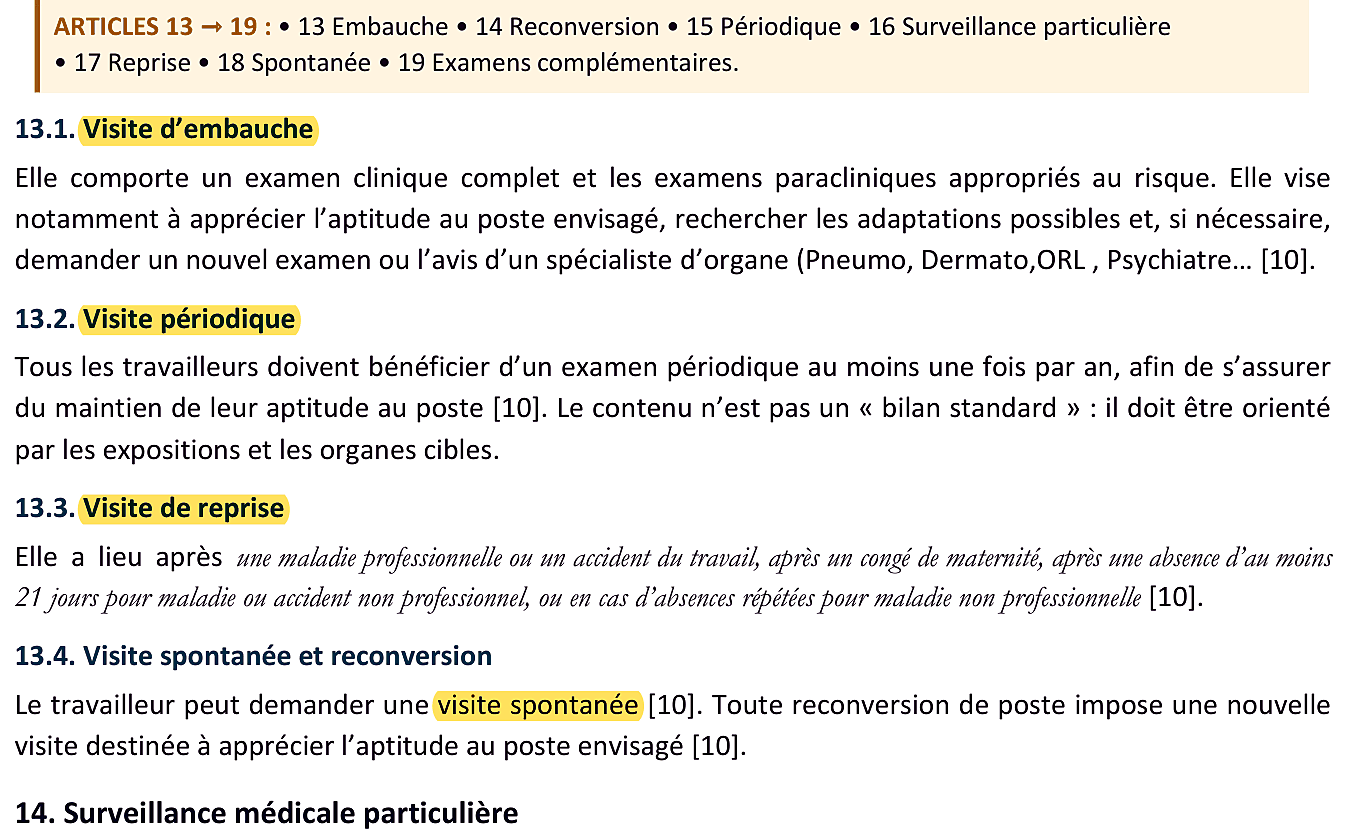 ARTICLES 13 → 19 : • 13 Embauche • 14 Reconversion • 15 Périodique • 16 Surveillance particulière
• 17 Reprise • 18 Spontanée • 19 Examens complémentaires.
13.1. Visite d’embauche
Elle comporte un examen clinique complet et les examens paracliniques appropriés au risque. Elle vise
notamment à apprécier l’aptitude au poste envisagé, rechercher les adaptations possibles et, si nécessaire,
demander un nouvel examen ou l’avis d’un spécialiste d’organe (Pneumo, Dermato,ORL , Psychiatre… [10].
13.2. Visite périodique
Tous les travailleurs doivent bénéficier d’un examen périodique au moins une fois par an, afin de s’assurer
du maintien de leur aptitude au poste [10]. Le contenu n’est pas un « bilan standard » : il doit être orienté
par les expositions et les organes cibles.
13.3. Visite de reprise
Elle a lieu après une maladie professionnelle ou un accident du travail, après un congé de maternité, après une absence d’au moins
21 jours pour maladie ou accident non professionnel, ou en cas d’absences répétées pour maladie non professionnelle [10].
13.4. Visite spontanée et reconversion
Le travailleur peut demander une visite spontanée [10]. Toute reconversion de poste impose une nouvelle
visite destinée à apprécier l’aptitude au poste envisagé [10].
14. Surveillance médicale particulière